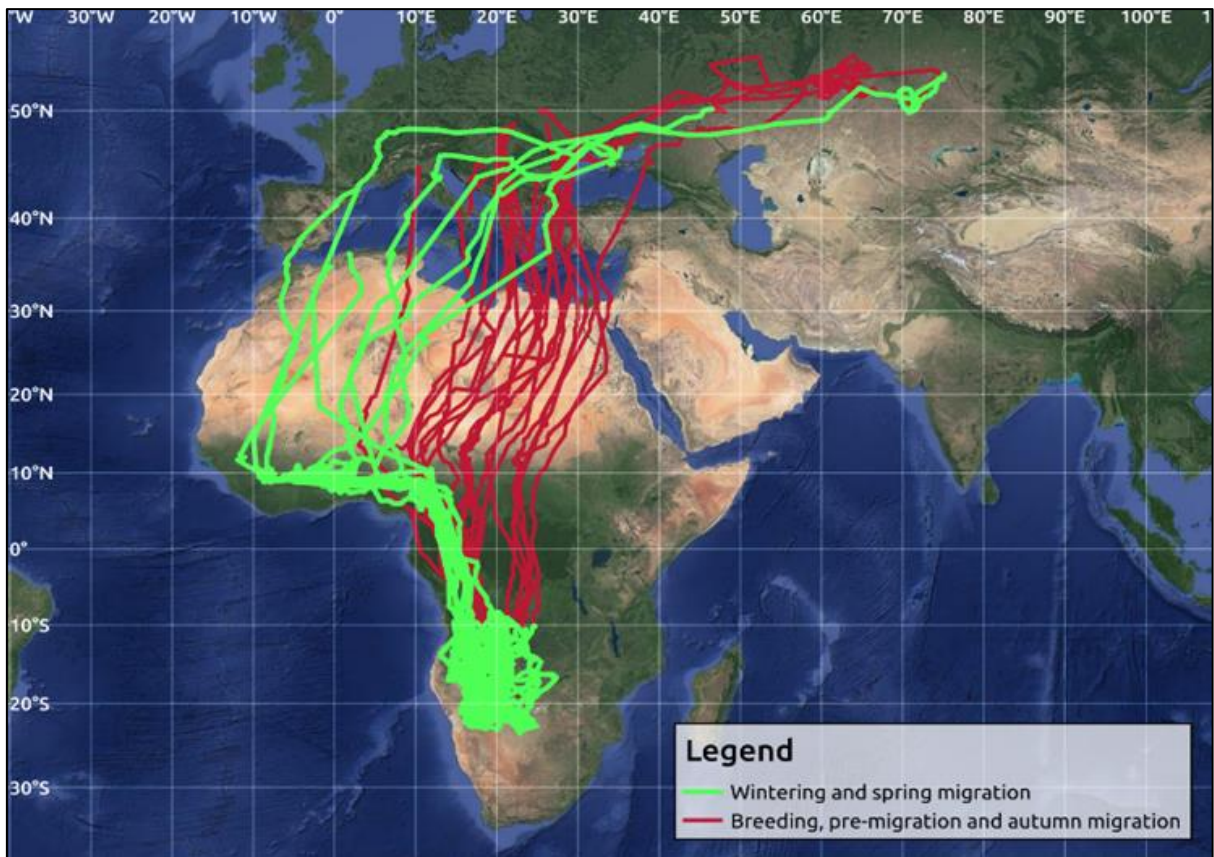 °W 30°W 20°W 10°W 0° 10°E 20°E 30°E 40°E 50°E 60°E 70°E 80°E 90°E 100°E 1
50°N
40°N
30°N
20°N
10°N
0°
10°S
20°S
30°S
Legend
Wintering and spring migration
Breeding, pre-migration and autumn migration